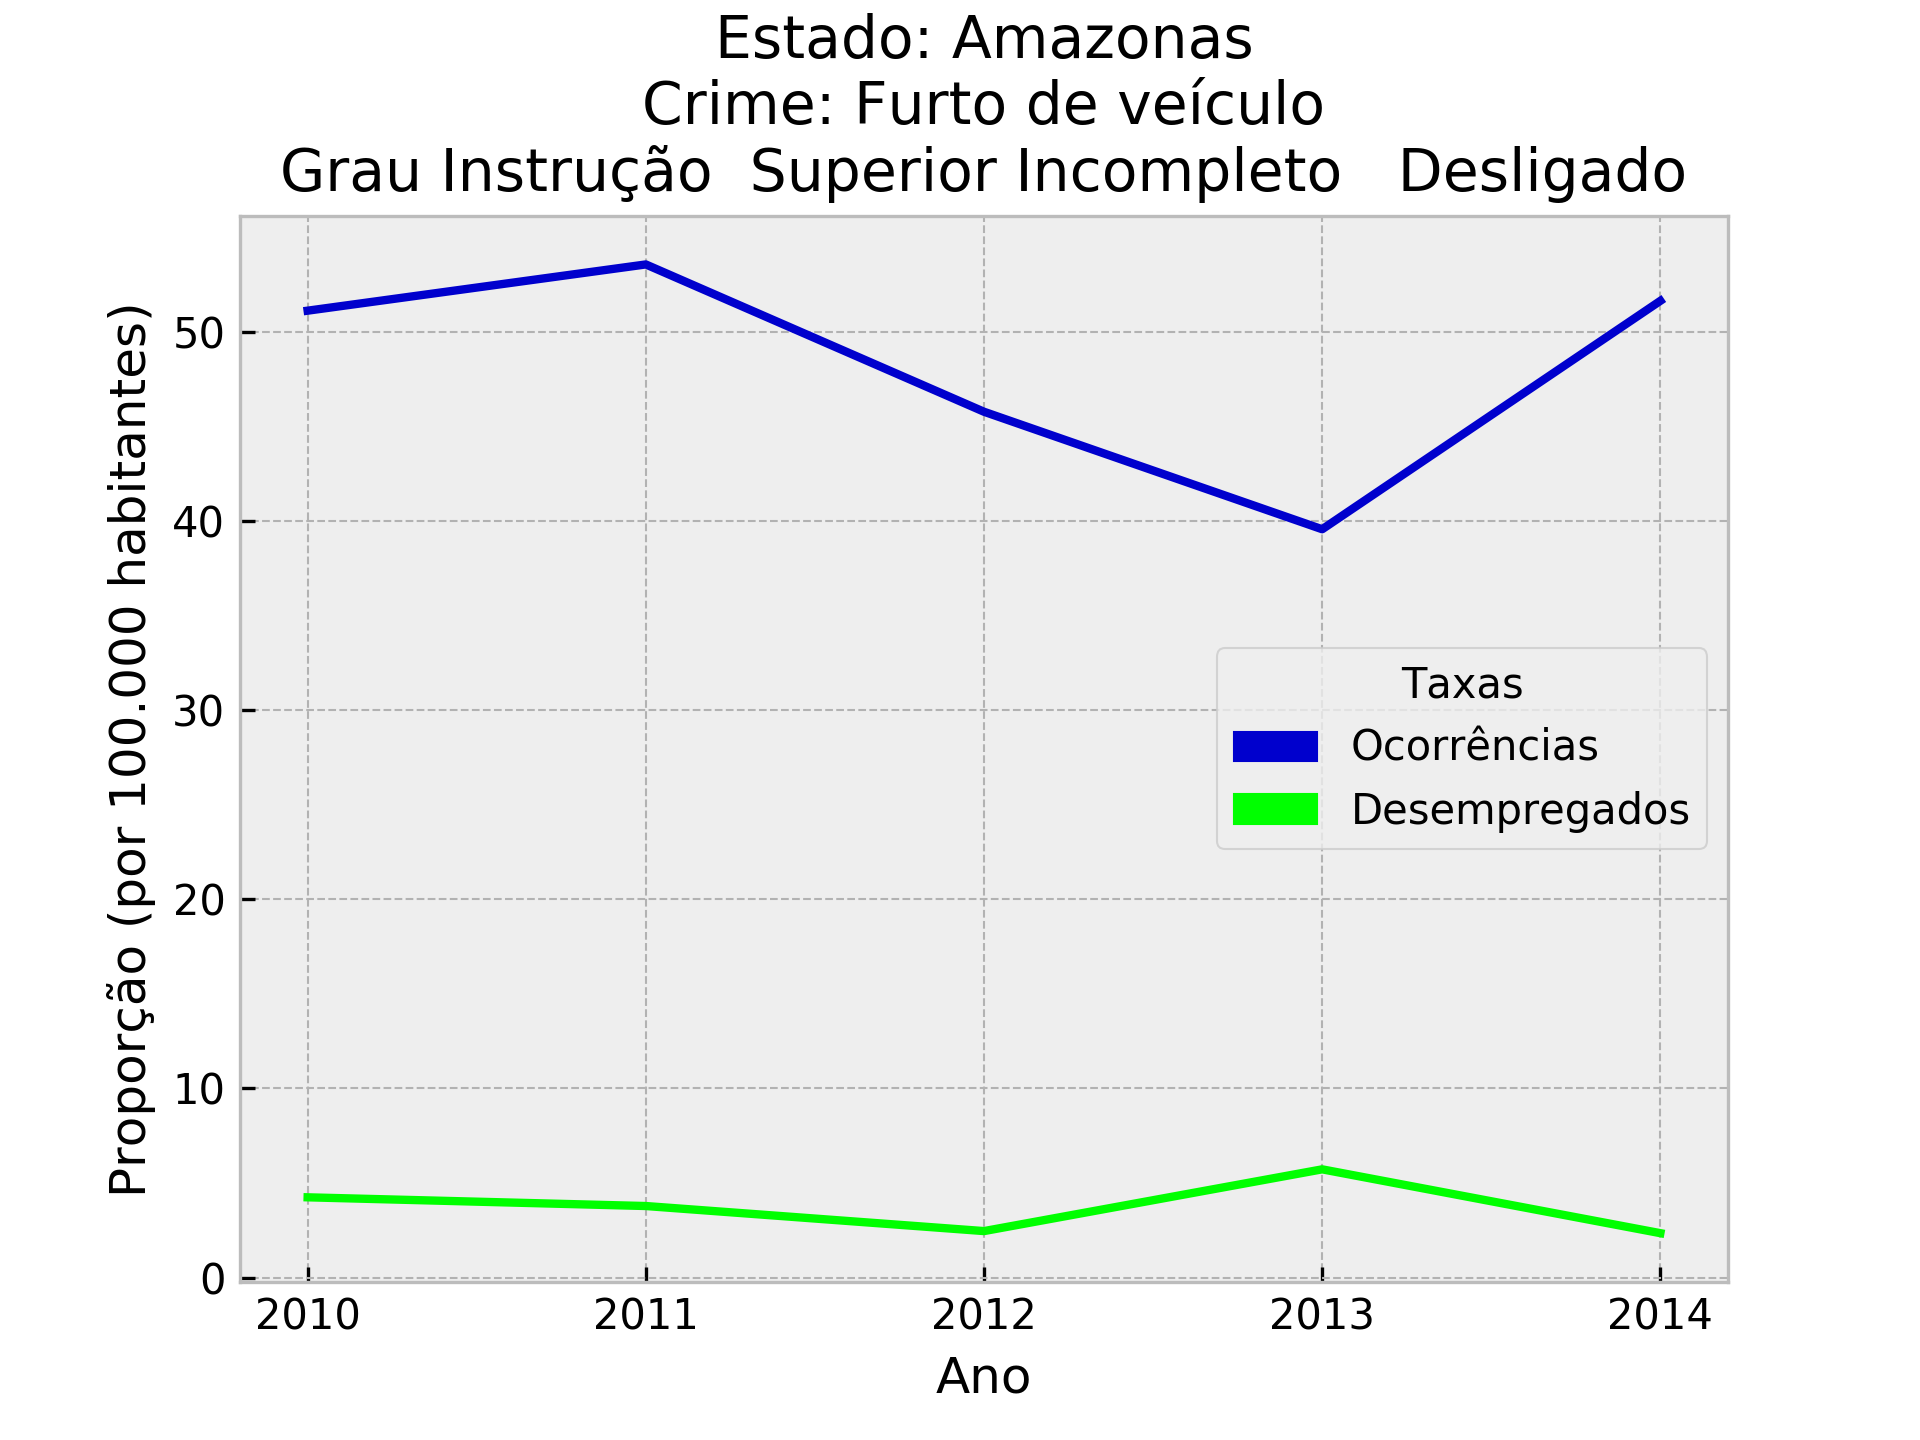 Estado: Amazonas
Crime: Furto de veículo
Grau Instrução  Superior Incompleto   Desligado
Proporção (por 100.000 habitantes)
50
40
30
20
10
0
Taxas
Ocorrências
Desempregados
2010 2011 2012 2013 2014
Ano